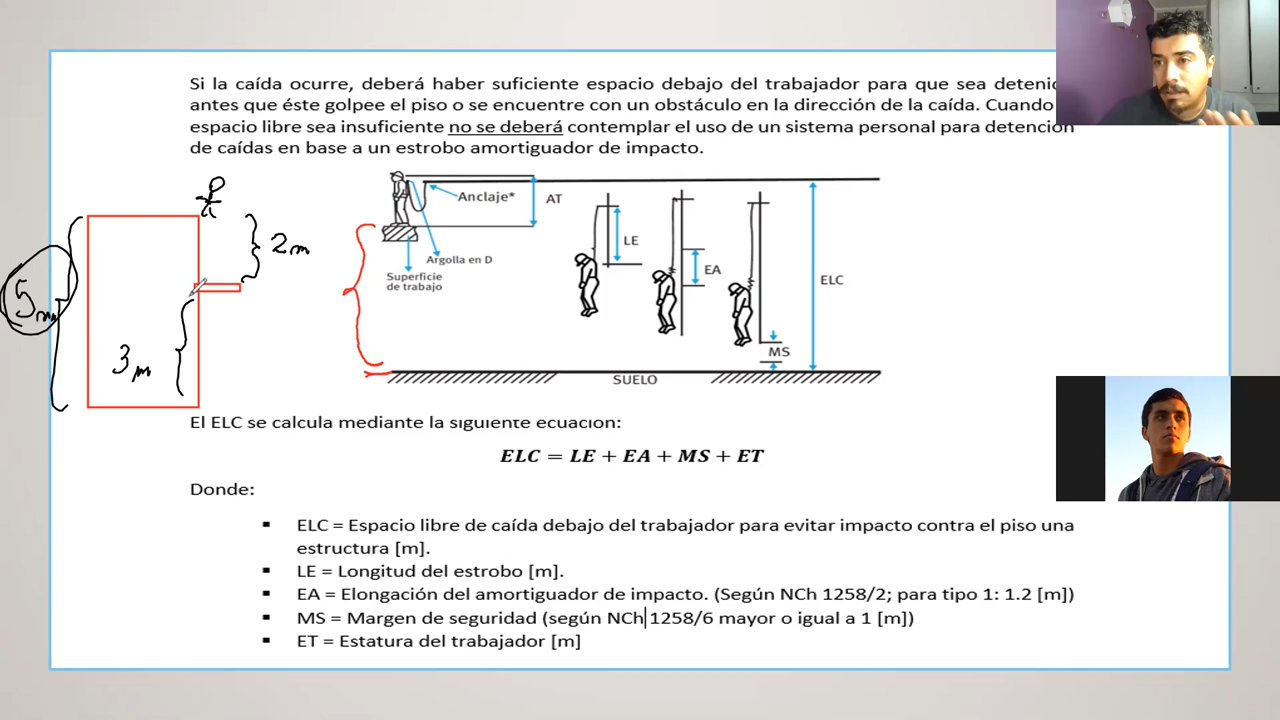 Si la caída ocurre, deberá haber suficiente espacio debajo del trabajador para que sea detenid
antes que éste golpee el piso o se encuentre con un obstáculo en la dirección de la caída. Cuando
espacio libre sea insuficiente no se deberá contemplar el uso de un sistema personal para detención
de caídas en base a un estrobo amortiguador de impacto.
Anclaje*
AT
Argolla en D
Superficie
de trabajo
LE
EA
MS
ELC
SUELO
2m
5m
3m
El ELC se calcula mediante la siguiente ecuación:
ELC = LE + EA + MS + ET
Donde:
▪ ELC = Espacio libre de caída debajo del trabajador para evitar impacto contra el piso una
estructura [m].
▪ LE = Longitud del estrobo [m].
▪ EA = Elongación del amortiguador de impacto. (Según NCh 1258/2; para tipo 1: 1.2 [m])
▪ MS = Margen de seguridad (según NCh 1258/6 mayor o igual a 1 [m])
▪ ET = Estatura del trabajador [m]